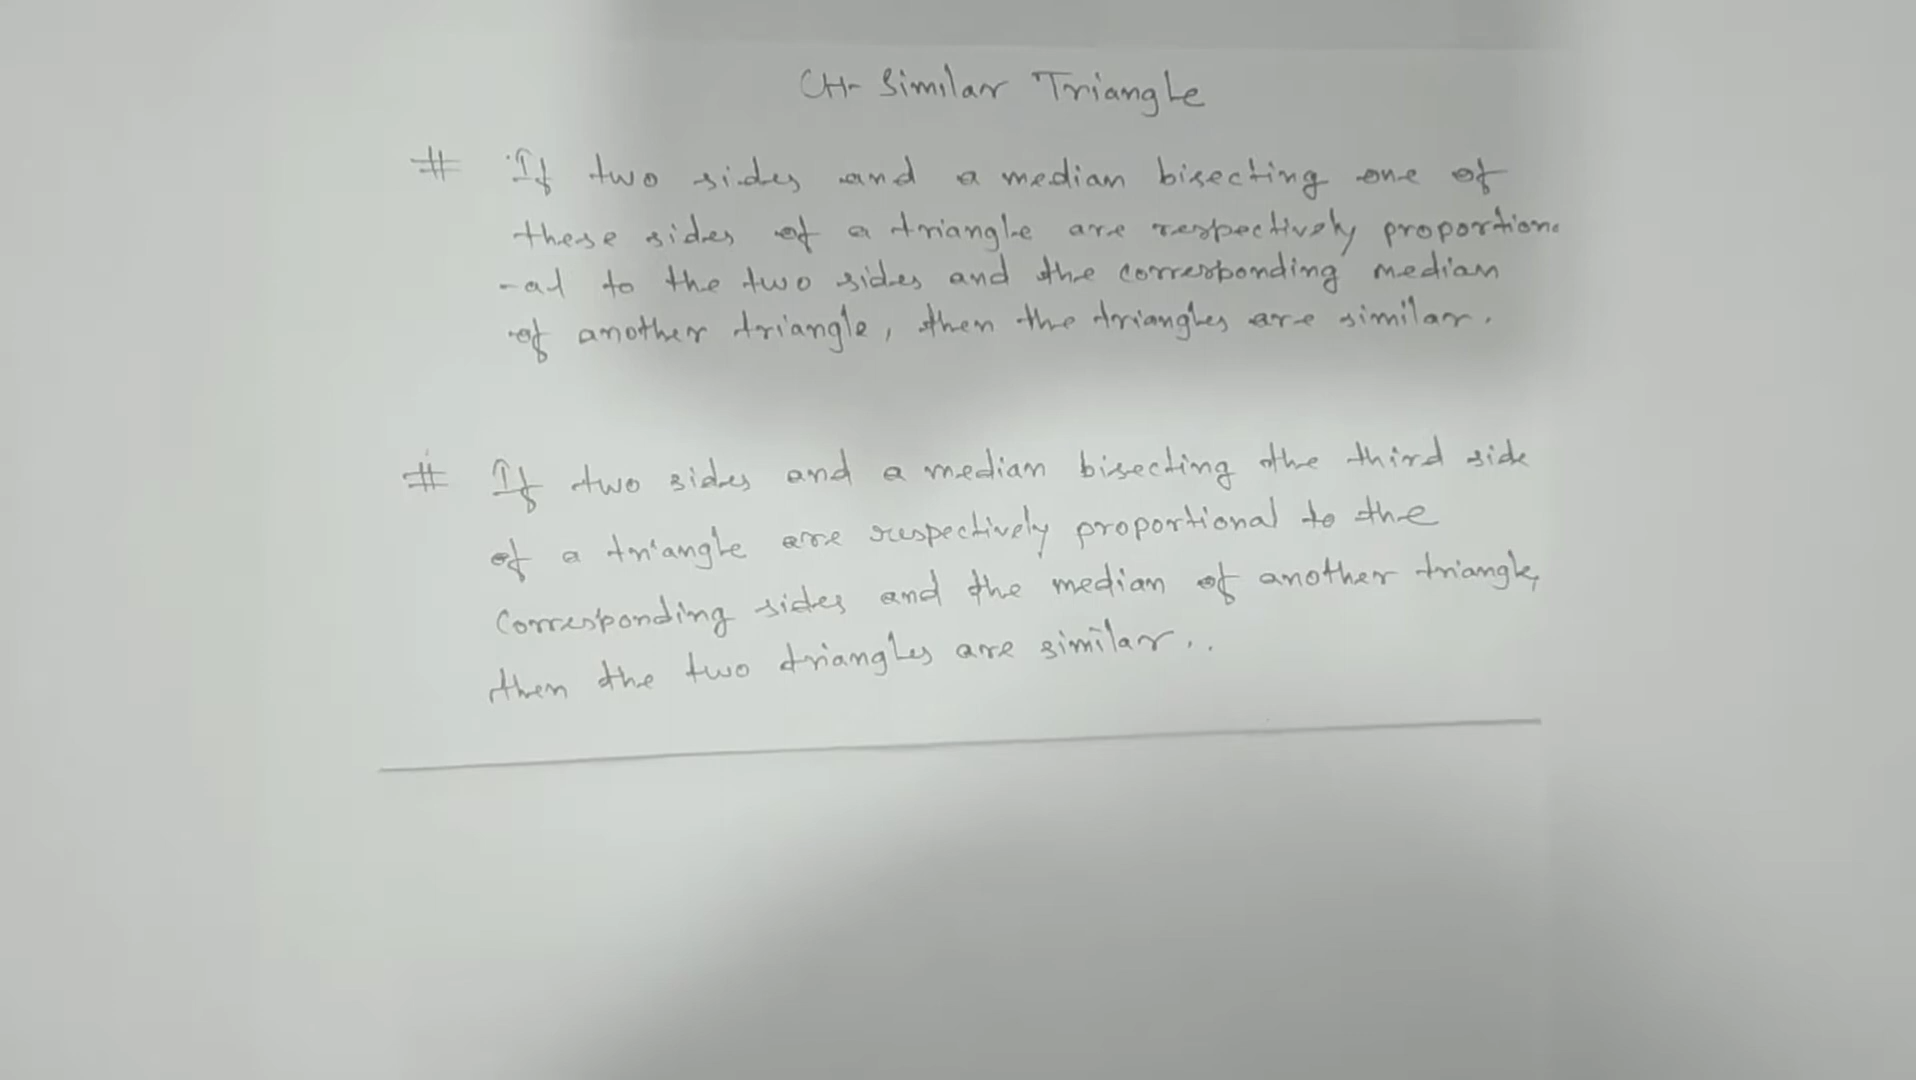 CH- Similar Triangle
# If two sides and a median bisecting one of
these sides of a triangle are respectively proportion
-al to the two sides and the corresponding median
of another triangle, then the triangles are similar.
# If two sides and a median bisecting the third side
of a triangle are respectively proportional to the
Corresponding sides and the median of another triangle,
then the two triangles are similar..